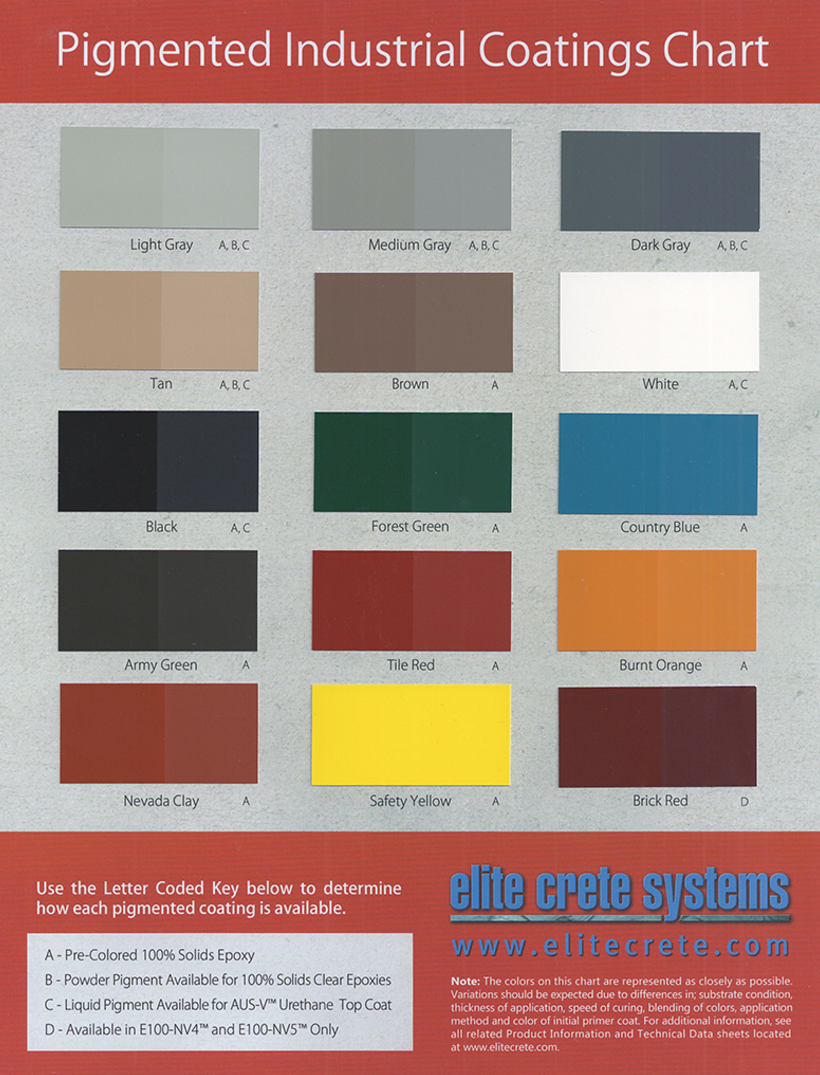 Pigmented Industrial Coatings Chart
Light Gray A, B, C
Medium Gray A, B, C
Dark Gray A, B, C
Tan A, B, C
Brown A
White A, C
Black A, C
Forest Green A
Country Blue A
Army Green A
Tile Red A
Burnt Orange A
Nevada Clay A
Safety Yellow A
Brick Red D
Use the Letter Coded Key below to determine
how each pigmented coating is available.
A - Pre-Colored 100% Solids Epoxy
B - Powder Pigment Available for 100% Solids Clear Epoxies
C - Liquid Pigment Available for AUS-V™ Urethane Top Coat
D - Available in E100-NV4™ and E100-NV5™ Only
elite crete systems
www.elitecrete.com
Note: The colors on this chart are represented as closely as possible.
Variations should be expected due to differences in; substrate condition,
thickness of application, speed of curing, blending of colors, application
method and color of initial primer coat. For additional information, see
all related Product Information and Technical Data sheets located
at www.elitecrete.com.